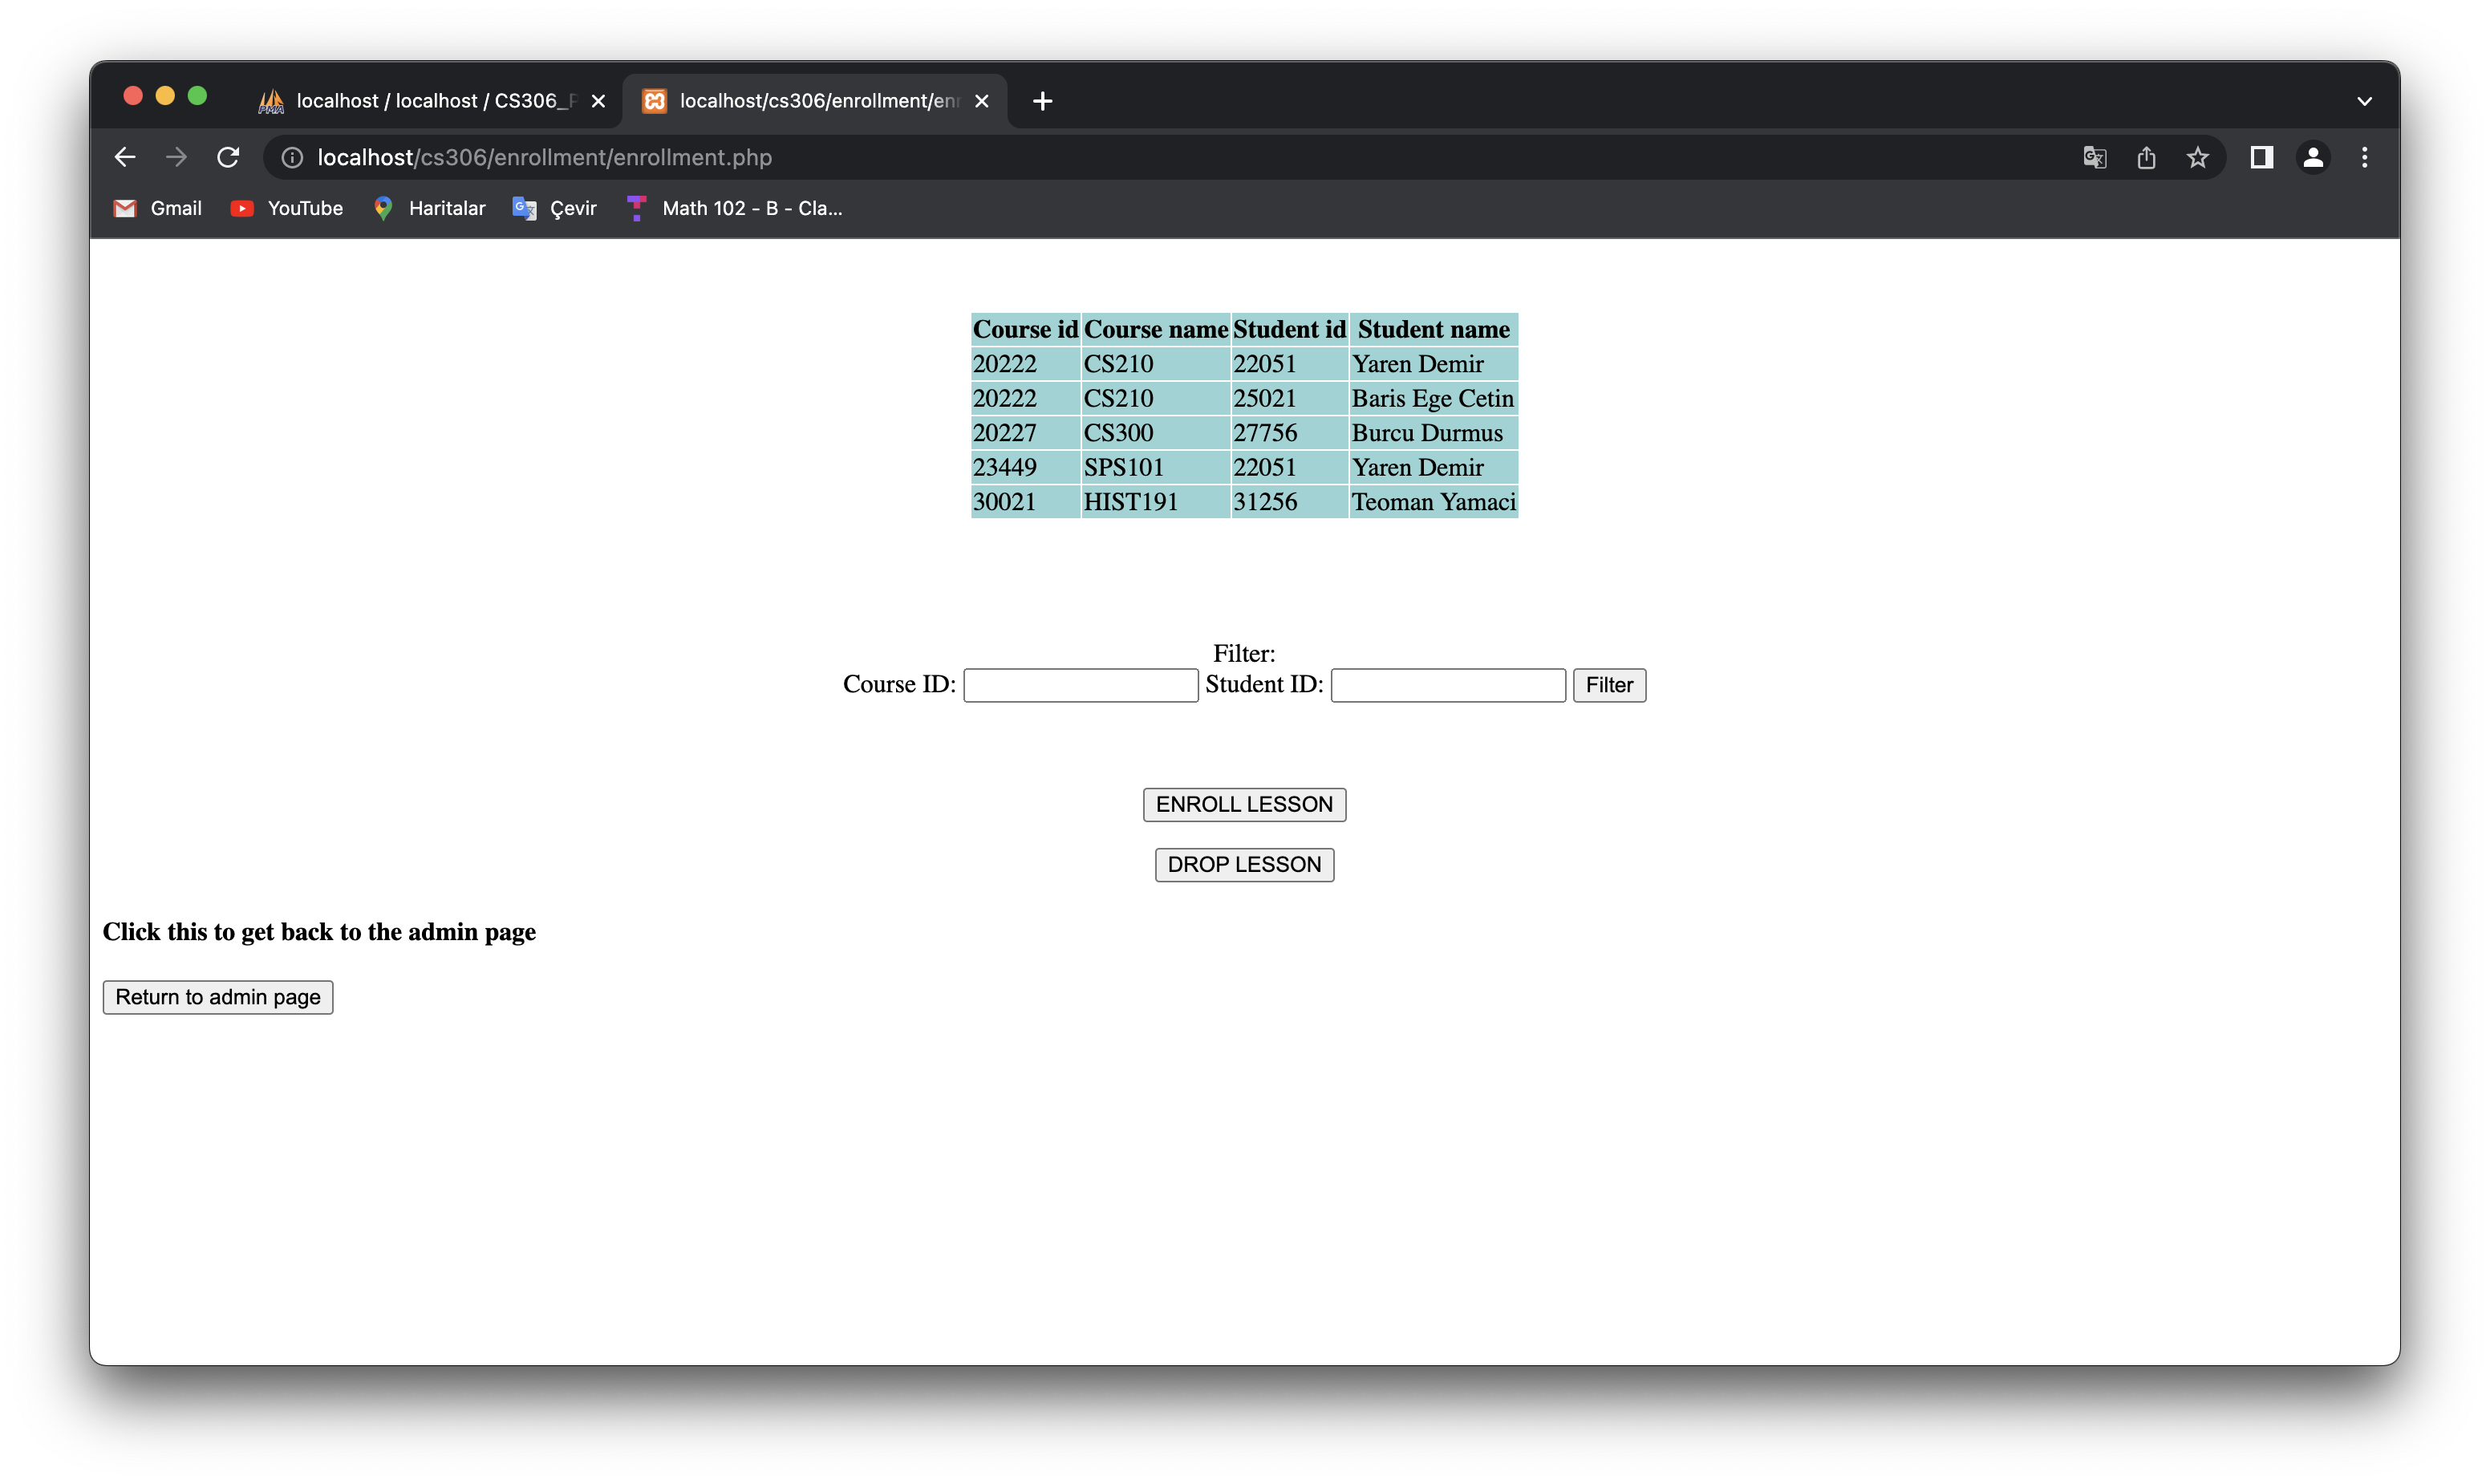 localhost / localhost / CS306_P
localhost/cs306/enrollment/enr
localhost/cs306/enrollment/enrollment.php
Gmail YouTube Haritalar Çevir Math 102 - B - Cla...
Course id Course name Student id Student name
20222 CS210 22051 Yaren Demir
20222 CS210 25021 Baris Ege Cetin
20227 CS300 27756 Burcu Durmus
23449 SPS101 22051 Yaren Demir
30021 HIST191 31256 Teoman Yamaci
Filter:
Course ID: Student ID: Filter
ENROLL LESSON
DROP LESSON
Click this to get back to the admin page
Return to admin page